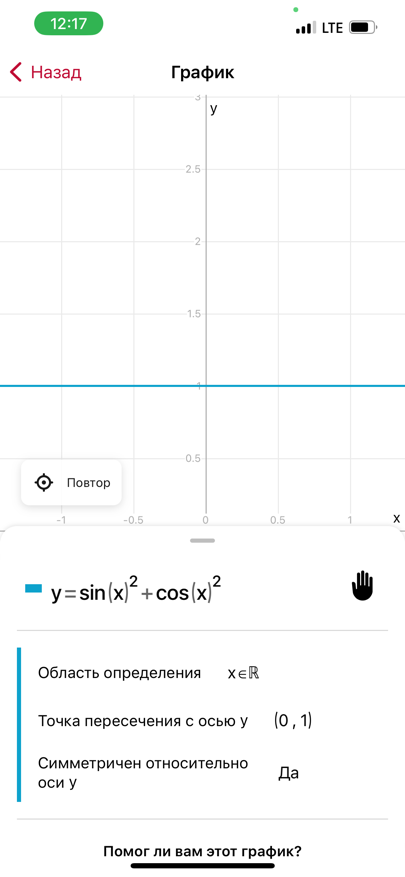 12:17
LTE
Назад
График
3
y
2.5
2
1.5
1
0.5
Повтор
-1 -0.5 0 0.5 1 x
y=sin(x)²+cos(x)²
Область определения x∈ℝ
Точка пересечения с осью y (0 , 1)
Симметричен относительно
оси y
Да
Помог ли вам этот график?